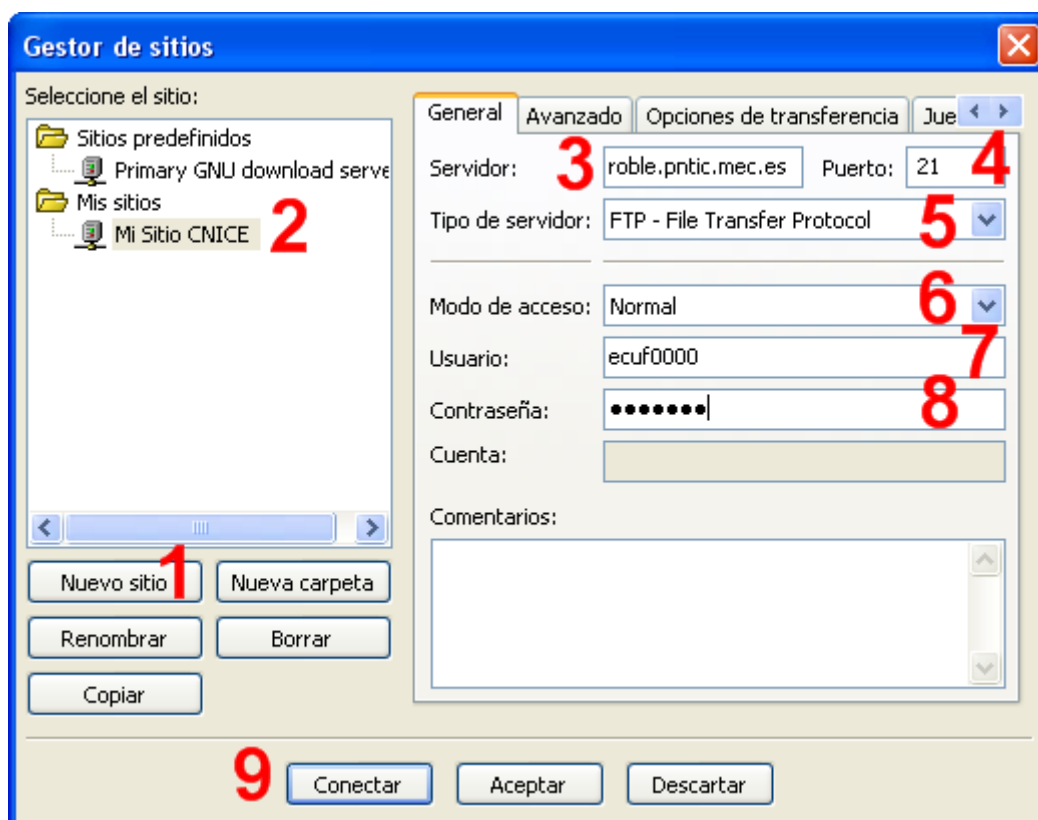 Gestor de sitios
Seleccione el sitio:
Sitios predefinidos
Primary GNU download serve
Mis sitios
Mi Sitio CNICE 2
1
Nuevo sitio Nueva carpeta
Renombrar Borrar
Copiar
General Avanzado Opciones de transferencia Jue
Servidor: 3 roble.pntic.mec.es Puerto: 21 4
Tipo de servidor: FTP - File Transfer Protocol 5
Modo de acceso: Normal 6
Usuario: ecuf0000 7
Contraseña: ●●●●●●● 8
Cuenta:
Comentarios:
9 Conectar Aceptar Descartar